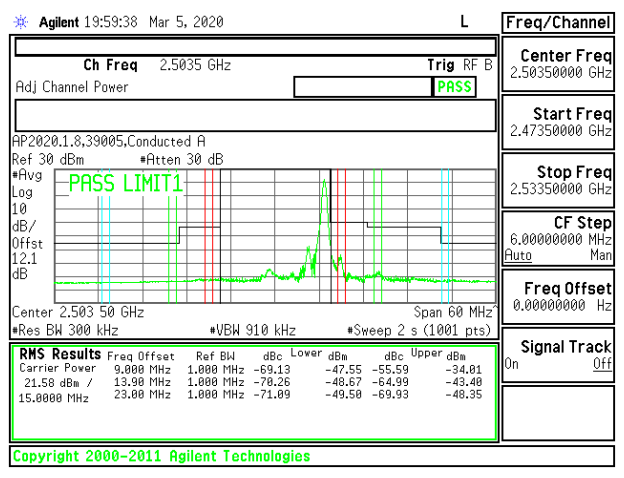 Agilent 19:59:38 Mar 5, 2020 L
Freq/Channel
Ch Freq 2.5035 GHz Trig RF B
Adj Channel Power PASS
Center Freq
2.50350000 GHz
Start Freq
2.47350000 GHz
Stop Freq
2.53350000 GHz
CF Step
6.00000000 MHz
Auto Man
Freq Offset
0.00000000 Hz
Signal Track
On Off
AP2020.1.8,39005,Conducted A
Ref 30 dBm #Atten 30 dB
#Avg
Log
10
dB/
Offst
12.1
dB
PASS LIMIT1
Center 2.503 50 GHz Span 60 MHz^
#Res BW 300 kHz #VBW 910 kHz #Sweep 2 s (1001 pts)
RMS Results Freq Offset Ref BW dBc Lower dBm dBc Upper dBm
Carrier Power 9.000 MHz 1.000 MHz -69.13 -47.55 -55.59 -34.01
21.58 dBm / 13.90 MHz 1.000 MHz -70.26 -48.67 -64.99 -43.40
15.0000 MHz 23.00 MHz 1.000 MHz -71.09 -49.50 -69.93 -48.35
Copyright 2000-2011 Agilent Technologies